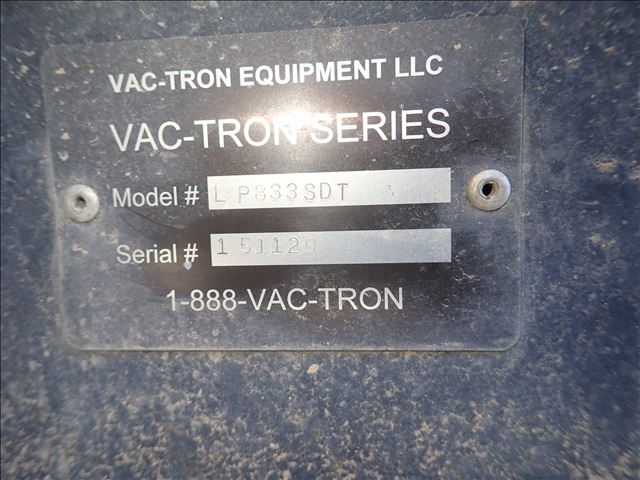 VAC-TRON EQUIPMENT LLC
VAC-TRON SERIES
Model # LP833SDT
Serial # 151129
1-888-VAC-TRON